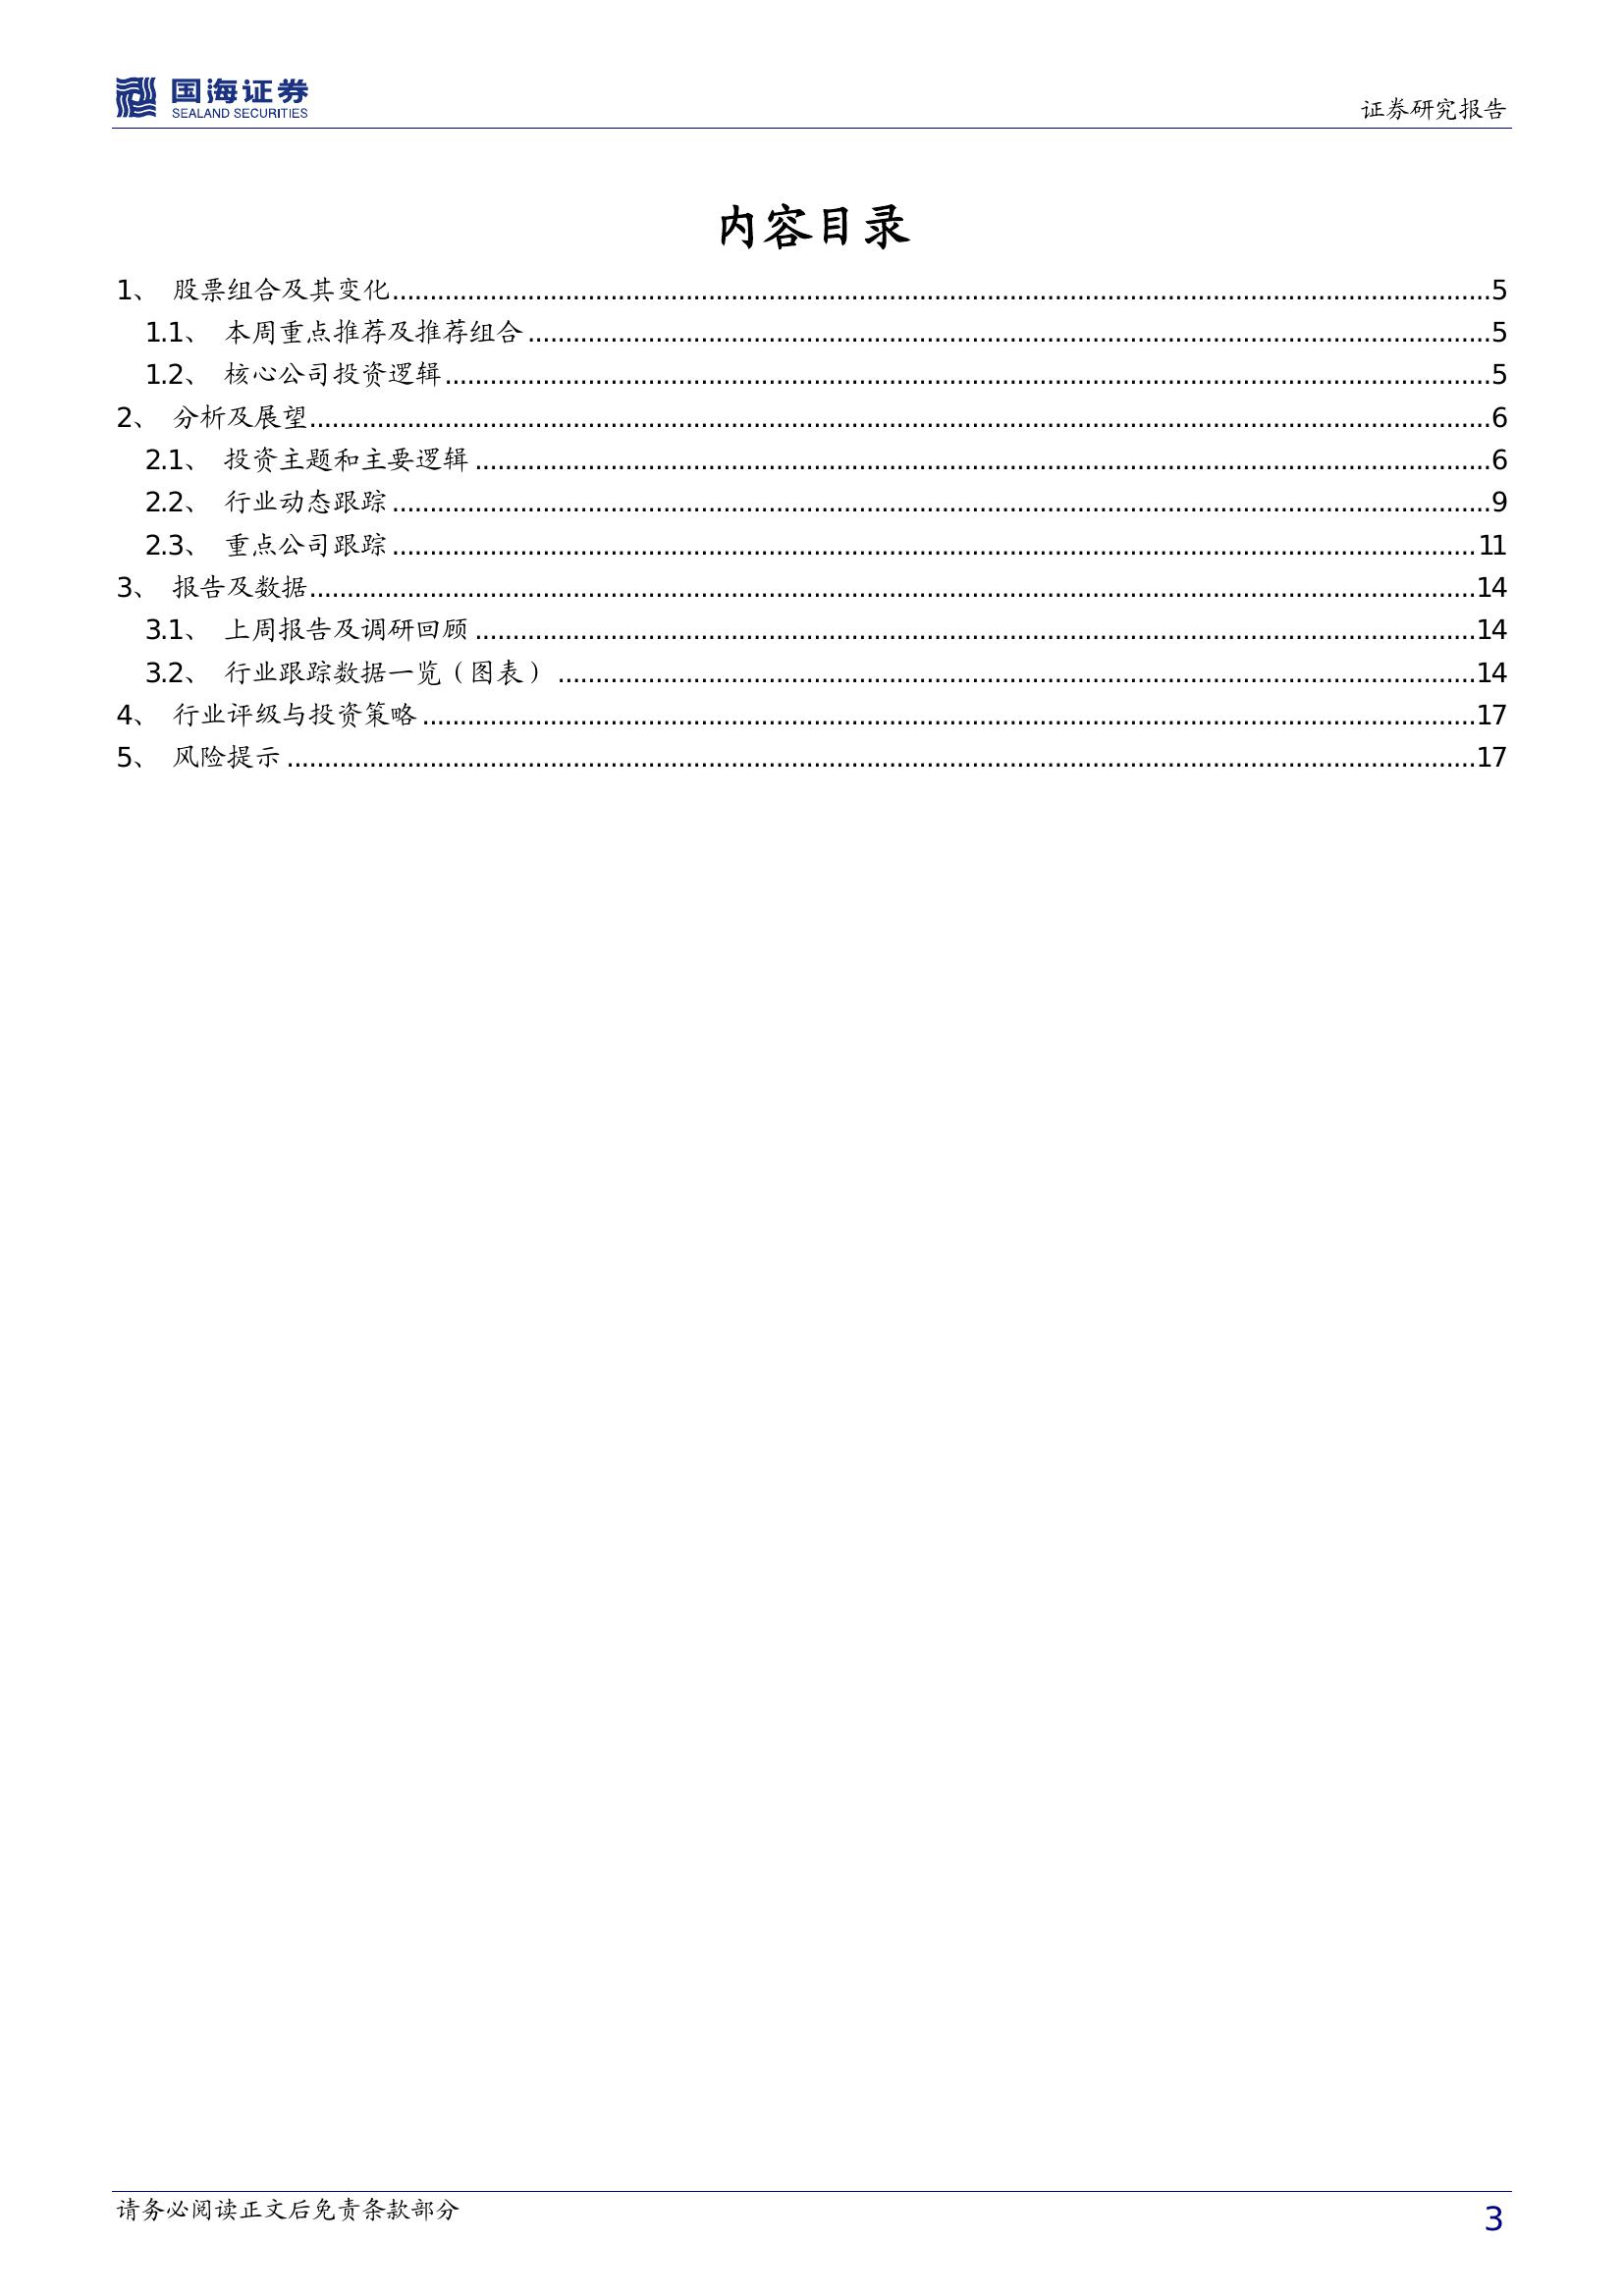 国海证券
SEALAND SECURITIES
证券研究报告
内容目录
1、 股票组合及其变化........................................5
1.1、 本周重点推荐及推荐组合........................................5
1.2、 核心公司投资逻辑........................................5
2、 分析及展望........................................6
2.1、 投资主题和主要逻辑........................................6
2.2、 行业动态跟踪........................................9
2.3、 重点公司跟踪........................................11
3、 报告及数据........................................14
3.1、 上周报告及调研回顾........................................14
3.2、 行业跟踪数据一览（图表）........................................14
4、 行业评级与投资策略........................................17
5、 风险提示........................................17
请务必阅读正文后免责条款部分
3